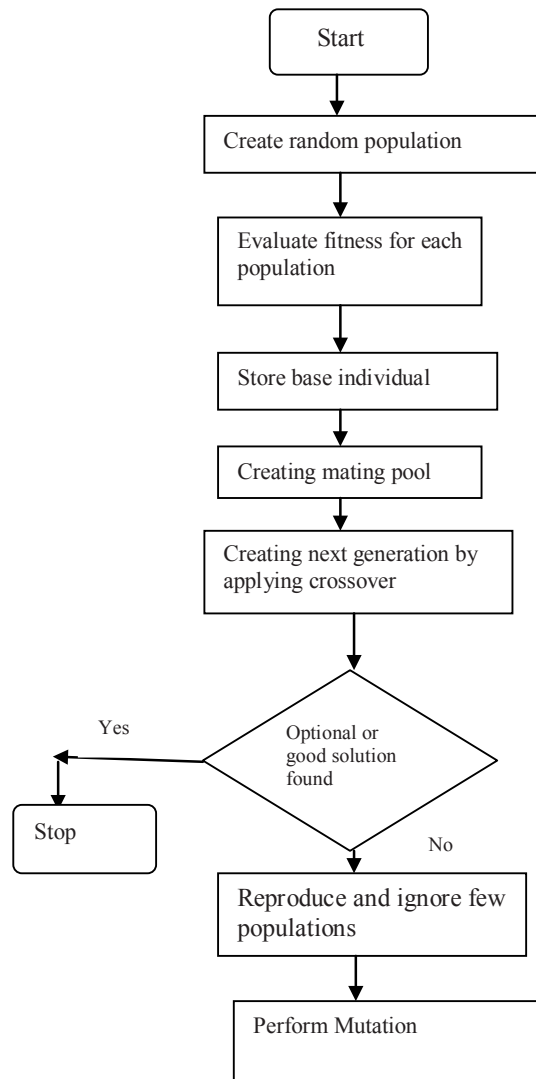 Start
Create random population
Evaluate fitness for each
population
Store base individual
Creating mating pool
Creating next generation by
applying crossover
Yes
Optional or
good solution
found
Stop
No
Reproduce and ignore few
populations
Perform Mutation